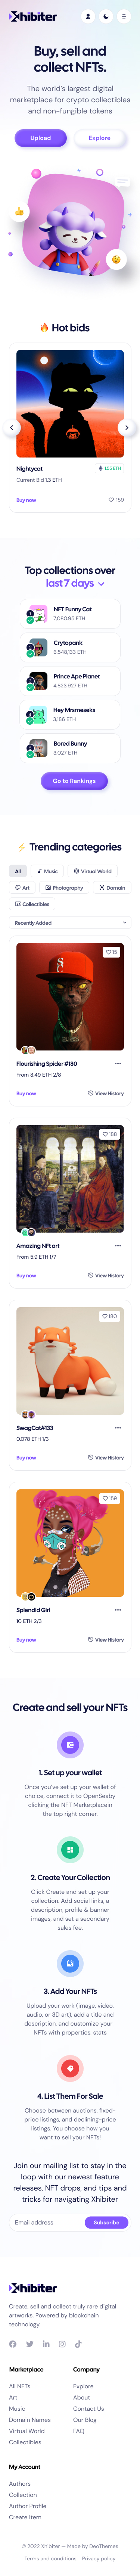 Xhibiter
Buy, sell and
collect NFTs.
The world's largest digital
marketplace for crypto collectibles
and non-fungible tokens
Upload
Explore
Hot bids
Nightycat
1.55 ETH
Current Bid 1.3 ETH
Buy now
159
Top collections over
last 7 days
NFT Funny Cat
7,080.95 ETH
Crytopank
6,548,133 ETH
Prince Ape Planet
4,823,927 ETH
Hey Mrsmeseks
3,186 ETH
Bored Bunny
3,027 ETH
Go to Rankings
Trending categories
All
Music
Virtual World
Art
Photography
Domain
Collectibles
Recently Added
15
Flourishing Spider #180
From 8.49 ETH 2/8
Buy now
View History
188
Amazing NFt art
From 5.9 ETH 1/7
Buy now
View History
180
SwagCat#133
0.078 ETH 1/3
Buy now
View History
159
Splendid Girl
10 ETH 2/3
Buy now
View History
Create and sell your NFTs
1. Set up your wallet
Once you've set up your wallet of
choice, connect it to OpenSeaby
clicking the NFT Marketplacein
the top right corner.
2. Create Your Collection
Click Create and set up your
collection. Add social links, a
description, profile & banner
images, and set a secondary
sales fee.
3. Add Your NFTs
Upload your work (image, video,
audio, or 3D art), add a title and
description, and customize your
NFTs with properties, stats
4. List Them For Sale
Choose between auctions, fixed-
price listings, and declining-price
listings. You choose how you
want to sell your NFTs!
Join our mailing list to stay in the
loop with our newest feature
releases, NFT drops, and tips and
tricks for navigating Xhibiter
Email address
Subscribe
Xhibiter
Create, sell and collect truly rare digital
artworks. Powered by blockchain
technology.
Marketplace
Company
All NFTs
Explore
Art
About
Music
Contact Us
Domain Names
Our Blog
Virtual World
FAQ
Collectibles
My Account
Authors
Collection
Author Profile
Create Item
© 2022 Xhibiter — Made by DeoThemes
Terms and conditions
Privacy policy